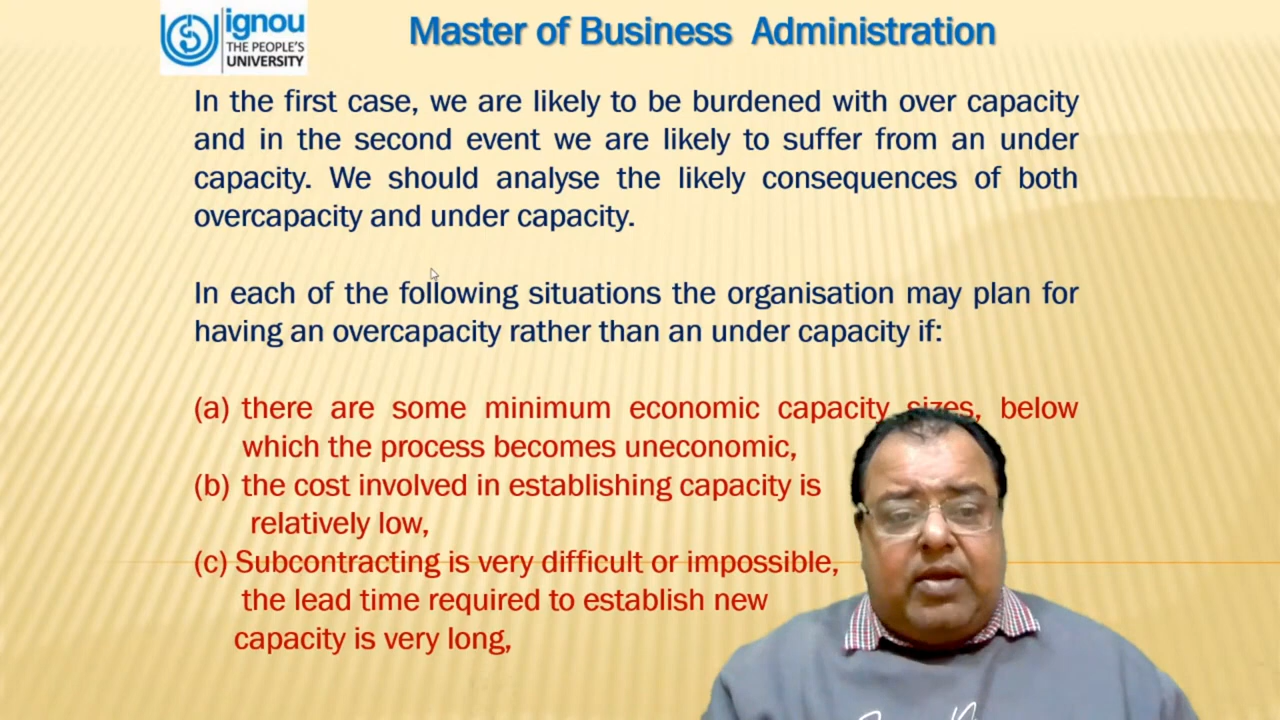 ignou
THE PEOPLE'S
UNIVERSITY
Master of Business Administration
In the first case, we are likely to be burdened with over capacity
and in the second event we are likely to suffer from an under
capacity. We should analyse the likely consequences of both
overcapacity and under capacity.
In each of the following situations the organisation may plan for
having an overcapacity rather than an under capacity if:
(a) there are some minimum economic capacity sizes, below
which the process becomes uneconomic,
(b) the cost involved in establishing capacity is
relatively low,
(c) Subcontracting is very difficult or impossible,
the lead time required to establish new
capacity is very long,